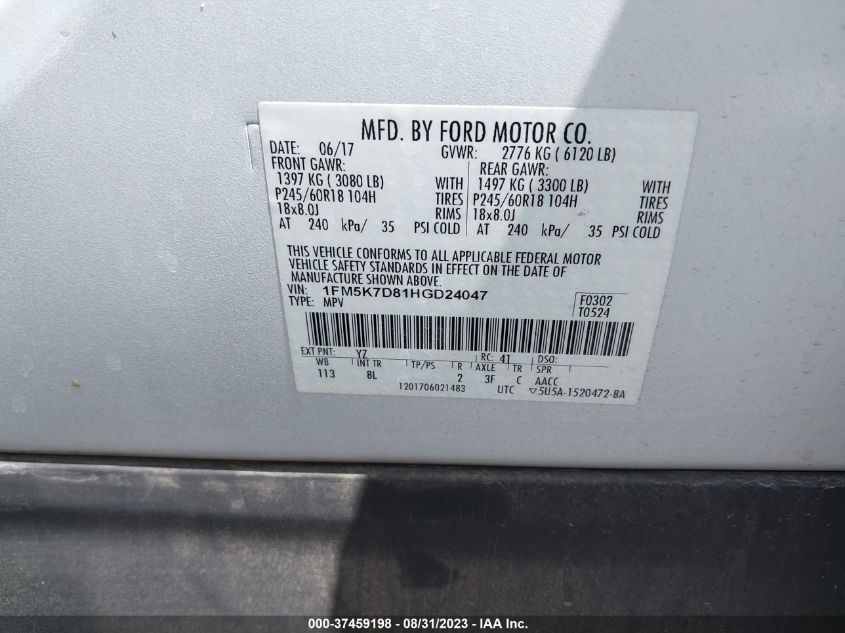 MFD. BY FORD MOTOR CO.
DATE: 06/17 GVWR: 2776 KG ( 6120 LB)
FRONT GAWR: REAR GAWR:
1397 KG ( 3080 LB) WITH 1497 KG ( 3300 LB) WITH
P245/60R18 104H TIRES P245/60R18 104H TIRES
18x8.0J RIMS 18x8.0J RIMS
AT 240 kPa/ 35 PSI COLD AT 240 kPa/ 35 PSI COLD
THIS VEHICLE CONFORMS TO ALL APPLICABLE FEDERAL MOTOR
VEHICLE SAFETY STANDARDS IN EFFECT ON THE DATE OF
MANUFACTURE SHOWN ABOVE.
VIN: 1FM5K7D81HGD24047
TYPE: MPV
F0302
T0524
EXT PNT: YZ RC: 41 DSO:
WB INT TR TP/PS R AXLE TR SPR
113 8L 2 3F C AACC
1201706021483 UTC ▽5U5A-1520472-BA
000-37459198 - 08/31/2023 - IAA Inc.